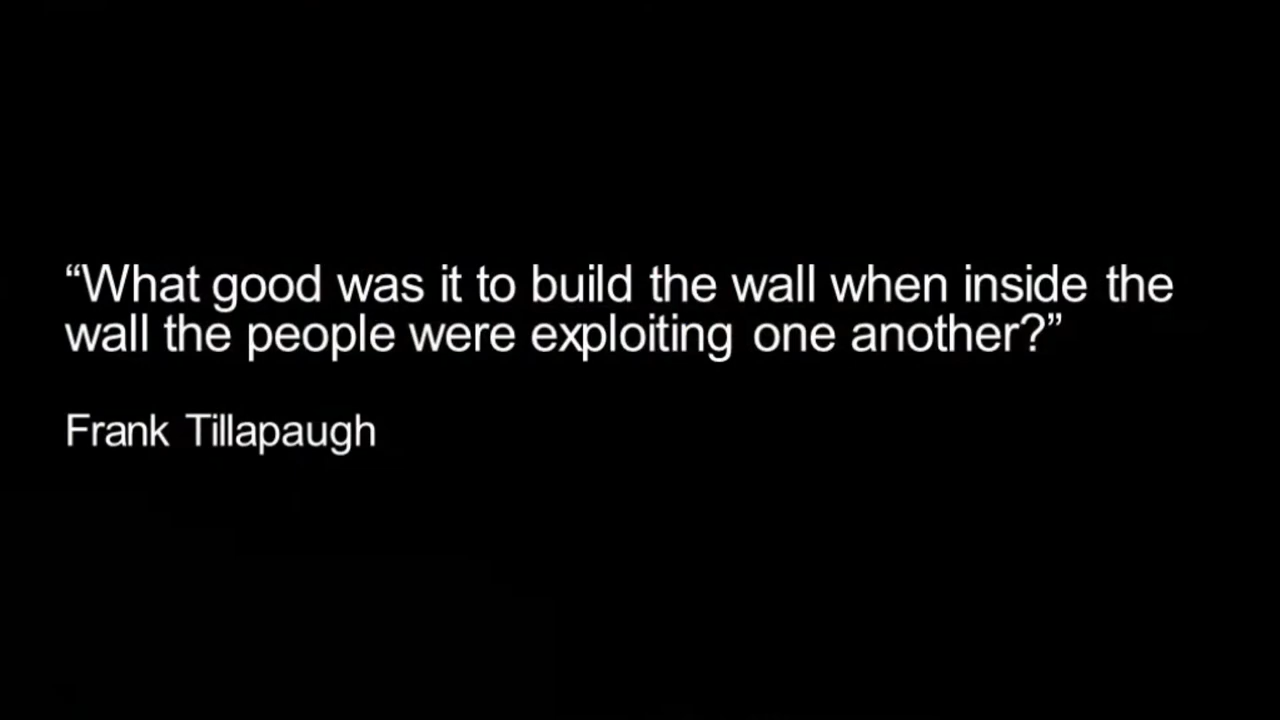 “What good was it to build the wall when inside the
wall the people were exploiting one another?”
Frank Tillapaugh